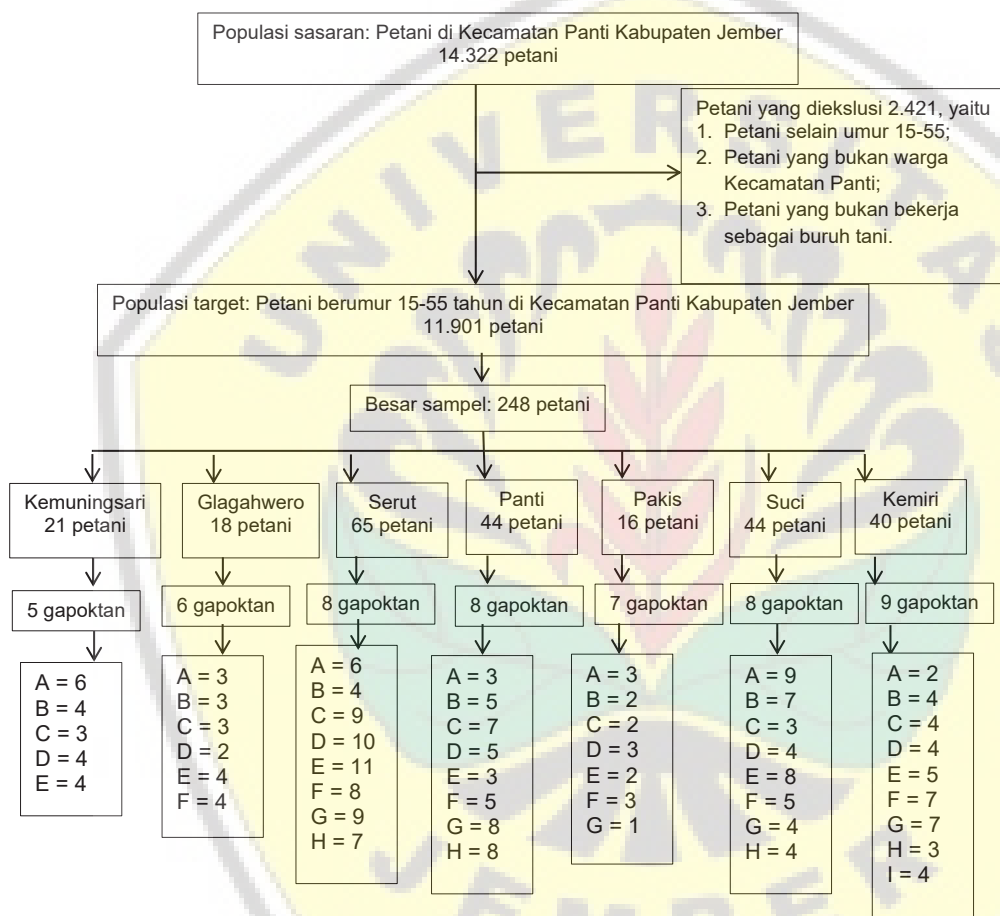 Populasi sasaran: Petani di Kecamatan Panti Kabupaten Jember
14.322 petani
Petani yang diekslusi 2.421, yaitu
1. Petani selain umur 15-55;
2. Petani yang bukan warga
Kecamatan Panti;
3. Petani yang bukan bekerja
sebagai buruh tani.
Populasi target: Petani berumur 15-55 tahun di Kecamatan Panti Kabupaten Jember
11.901 petani
Besar sampel: 248 petani
Kemuningsari
21 petani
Glagahwero
18 petani
Serut
65 petani
Panti
44 petani
Pakis
16 petani
Suci
44 petani
Kemiri
40 petani
5 gapoktan
6 gapoktan
8 gapoktan
8 gapoktan
7 gapoktan
8 gapoktan
9 gapoktan
A = 6
B = 4
C = 3
D = 4
E = 4
A = 3
B = 3
C = 3
D = 2
E = 4
F = 4
A = 6
B = 4
C = 9
D = 10
E = 11
F = 8
G = 9
H = 7
A = 3
B = 5
C = 7
D = 5
E = 3
F = 5
G = 8
H = 8
A = 3
B = 2
C = 2
D = 3
E = 2
F = 3
G = 1
A = 9
B = 7
C = 3
D = 4
E = 8
F = 5
G = 4
H = 4
A = 2
B = 4
C = 4
D = 4
E = 5
F = 7
G = 7
H = 3
I = 4
UNIVERSITAS
JEMBER